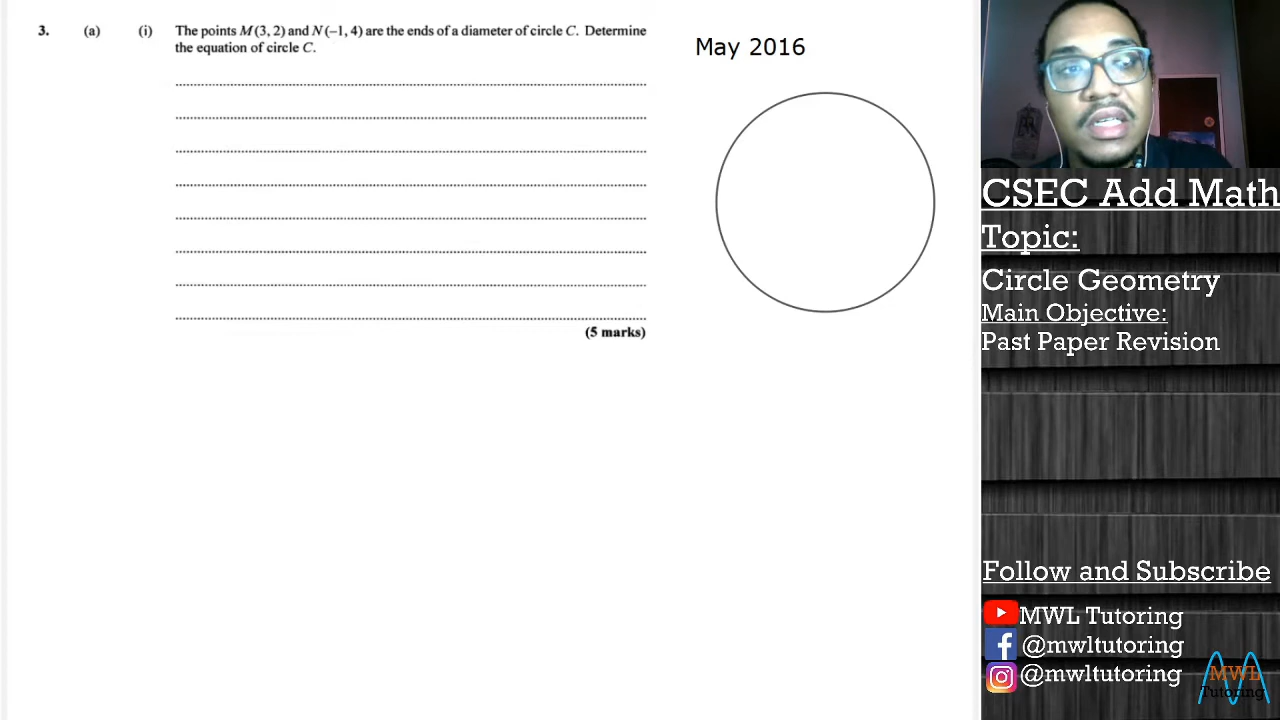 3. (a) (i) The points M (3, 2) and N (−1, 4) are the ends of a diameter of circle C. Determine
the equation of circle C.
(5 marks)
May 2016
CSEC Add Math
Topic:
Circle Geometry
Main Objective:
Past Paper Revision
Follow and Subscribe
MWL Tutoring
@mwltutoring
@mwltutoring
MWL
Tutoring